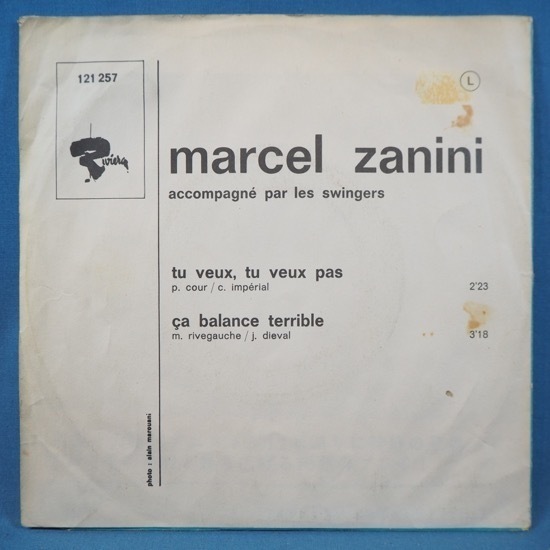 121 257
L
Riviera
marcel zanini
accompagné par les swingers
tu veux, tu veux pas
p. cour / c. impérial 2'23
ça balance terrible
m. rivegauche / j. dieval 3'18
photo : alain marouani